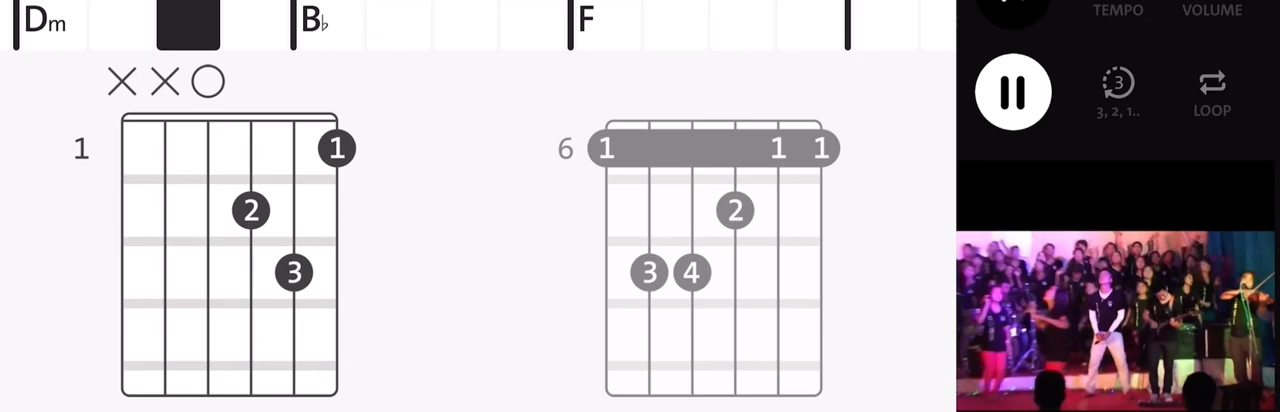 Dm B♭ F
TEMPO VOLUME
1 1 6 1 1 1
2 2
3 3 4
3
3, 2, 1.. LOOP